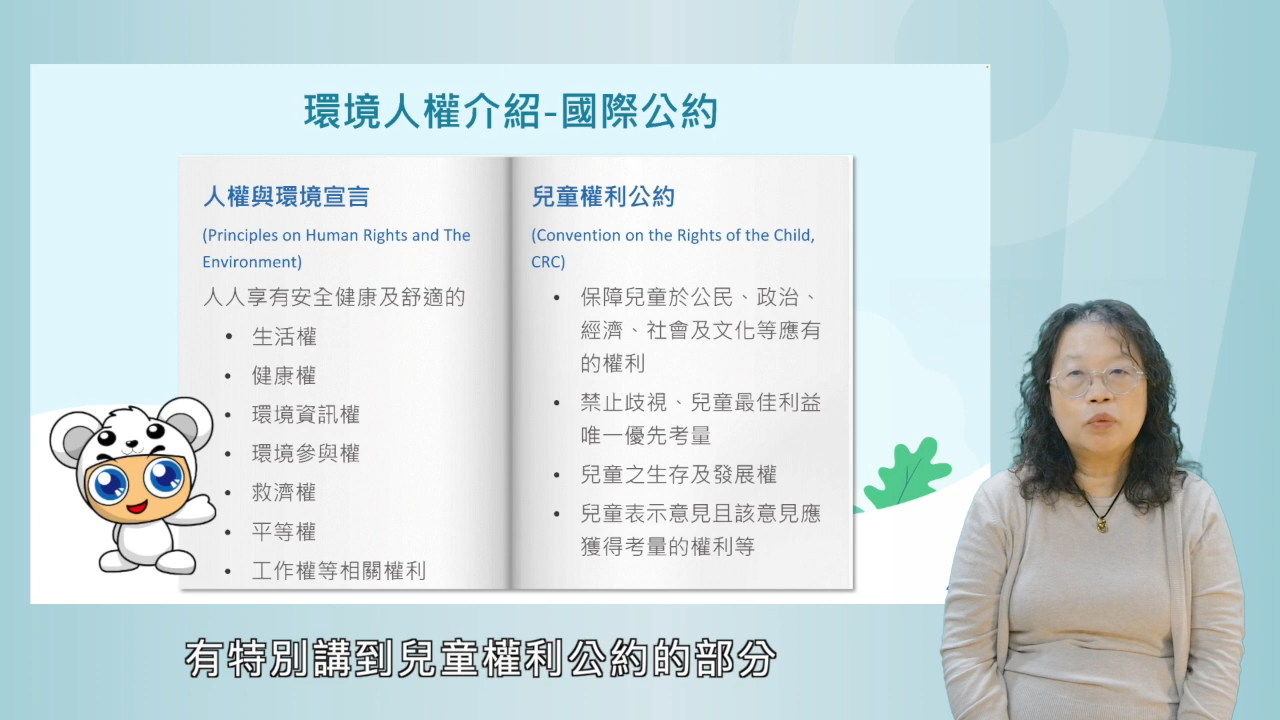 環境人權介紹-國際公約
人權與環境宣言
(Principles on Human Rights and The
Environment)
人人享有安全健康及舒適的
• 生活權
• 健康權
• 環境資訊權
• 環境參與權
• 救濟權
• 平等權
• 工作權等相關權利
兒童權利公約
(Convention on the Rights of the Child,
CRC)
• 保障兒童於公民、政治、
經濟、社會及文化等應有
的權利
• 禁止歧視、兒童最佳利益
唯一優先考量
• 兒童之生存及發展權
• 兒童表示意見且該意見應
獲得考量的權利等
有特別講到兒童權利公約的部分